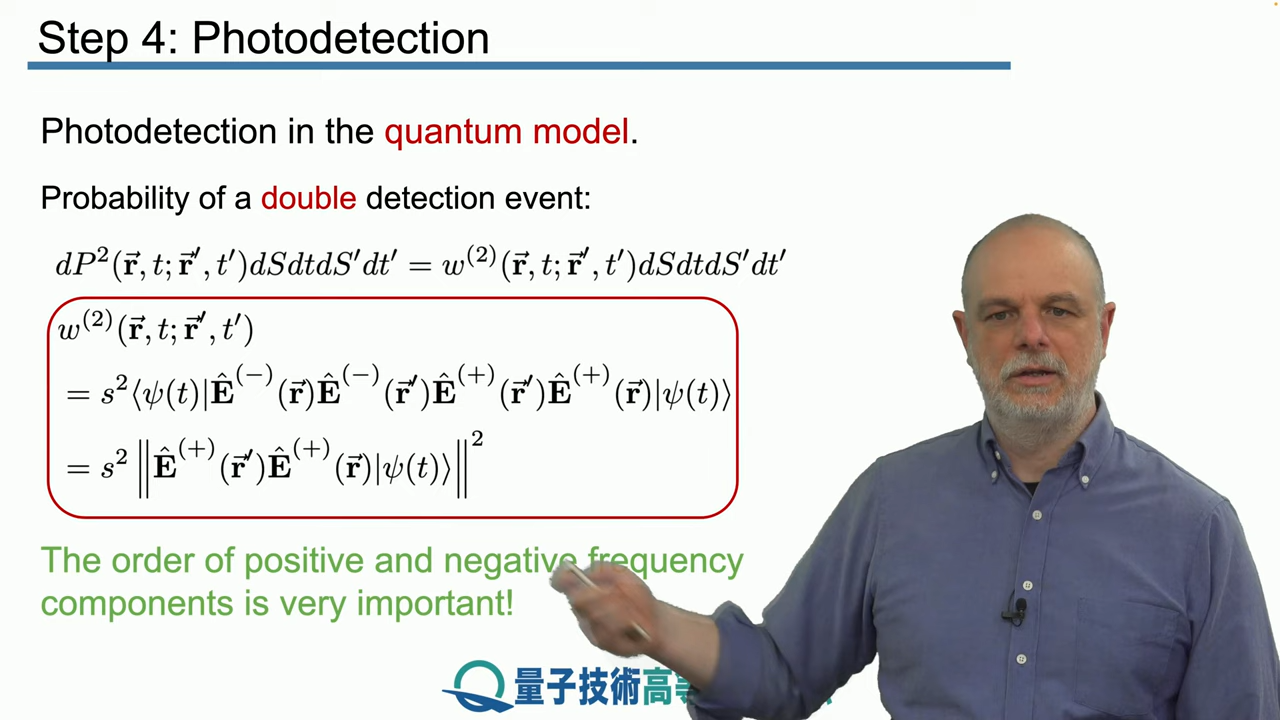 Step 4: Photodetection
Photodetection in the quantum model.
Probability of a double detection event:
dP²(r⃗, t; r⃗′, t′)dSdtdS′dt′ = w⁽²⁾(r⃗, t; r⃗′, t′)dSdtdS′dt′
w⁽²⁾(r⃗, t; r⃗′, t′)
= s²⟨ψ(t)|Ê⁽⁻⁾(r⃗)Ê⁽⁻⁾(r⃗′)Ê⁽⁺⁾(r⃗′)Ê⁽⁺⁾(r⃗)|ψ(t)⟩
= s² ‖Ê⁽⁺⁾(r⃗′)Ê⁽⁺⁾(r⃗)|ψ(t)⟩‖²
The order of positive and negative frequency
components is very important!
量子技術高等